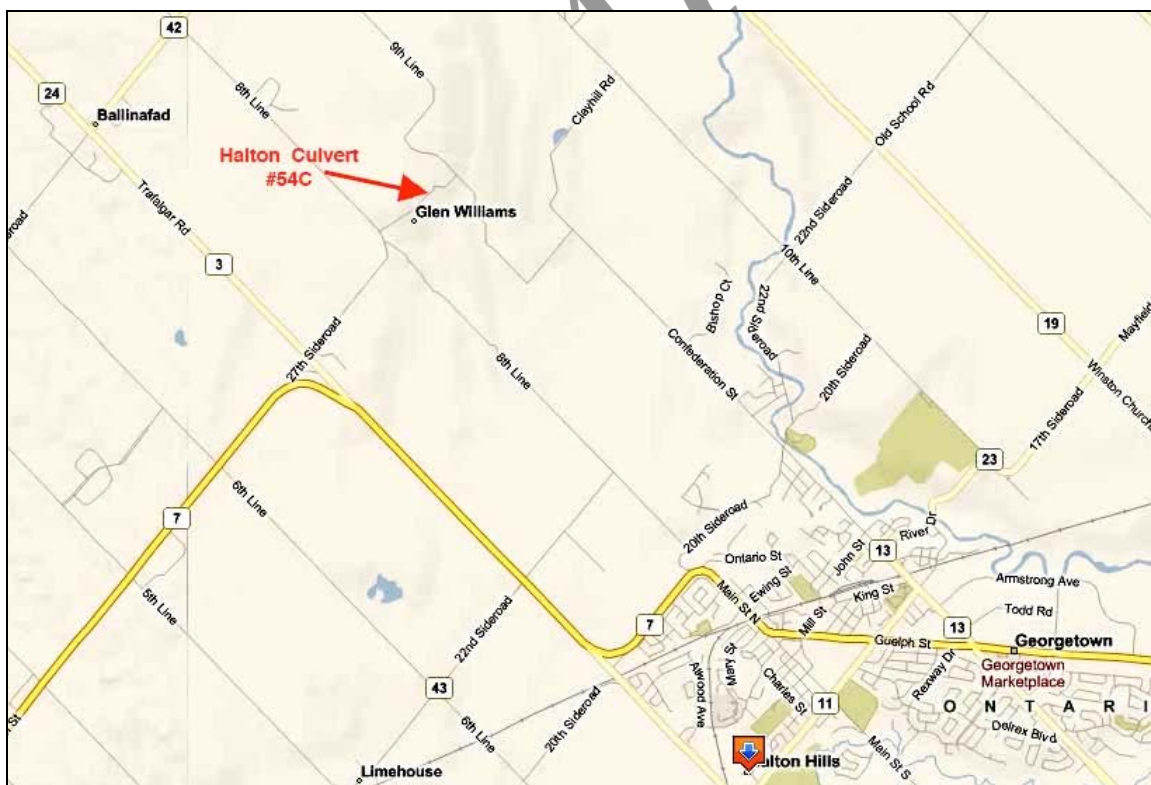 42
9th Line
8th Line
Clayhill Rd
Old School Rd
24
Ballinafad
Halton Culvert
#54C
Glen Williams
Trafalgar Rd
22nd Sideroad
10th Line
3
Bishop Ct
22nd Sideroad
19
Mayfield
27th Sideroad
8th Line
Confederation St
20th Sideroad
Winston Church
17th Sideroad
23
6th Line
7
20th Sideroad
River Dr
Ontario St
John St
13
Ewing St
King St
Armstrong Ave
5th Line
22nd Sideroad
Main St N
Mill St
Todd Rd
7
Guelph St
13
Georgetown
Georgetown
Marketplace
Mary St
Rexway Dr
43
Atwood Ave
Charles St
11
ONTARI
St
6th Line
20th Sideroad
Delrex Blvd
Main St S
Limehouse
alton Hills